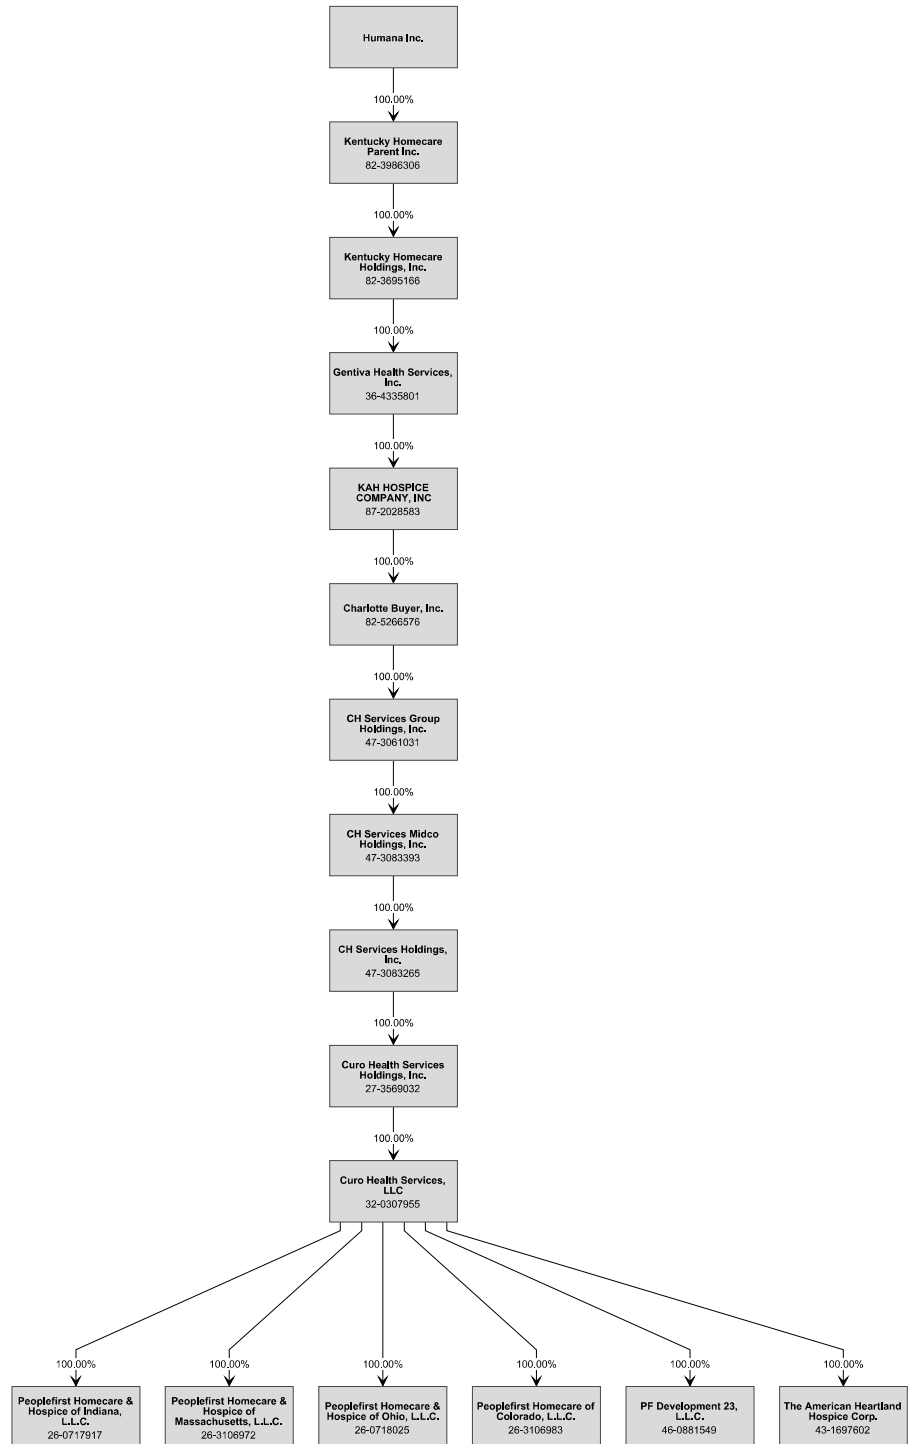 Humana Inc.
100.00%
Kentucky Homecare
Parent Inc.
82-3986306
100.00%
Kentucky Homecare
Holdings, Inc.
82-3695166
100.00%
Gentiva Health Services,
Inc.
36-4335801
100.00%
KAH HOSPICE
COMPANY, INC
87-2028583
100.00%
Charlotte Buyer, Inc.
82-5266576
100.00%
CH Services Group
Holdings, Inc.
47-3061031
100.00%
CH Services Midco
Holdings, Inc.
47-3083393
100.00%
CH Services Holdings,
Inc.
47-3083265
100.00%
Curo Health Services
Holdings, Inc.
27-3569032
100.00%
Curo Health Services,
LLC
32-0307955
100.00%
Peoplefirst Homecare &
Hospice of Indiana,
L.L.C.
26-0717917
100.00%
Peoplefirst Homecare &
Hospice of
Massachusetts, L.L.C.
26-3106972
100.00%
Peoplefirst Homecare &
Hospice of Ohio, L.L.C.
26-0718025
100.00%
Peoplefirst Homecare of
Colorado, L.L.C.
26-3106983
100.00%
PF Development 23,
L.L.C.
46-0881549
100.00%
The American Heartland
Hospice Corp.
43-1697602